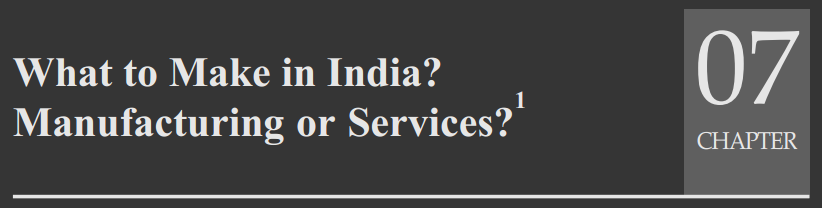 What to Make in India?
Manufacturing or Services?¹
07
CHAPTER